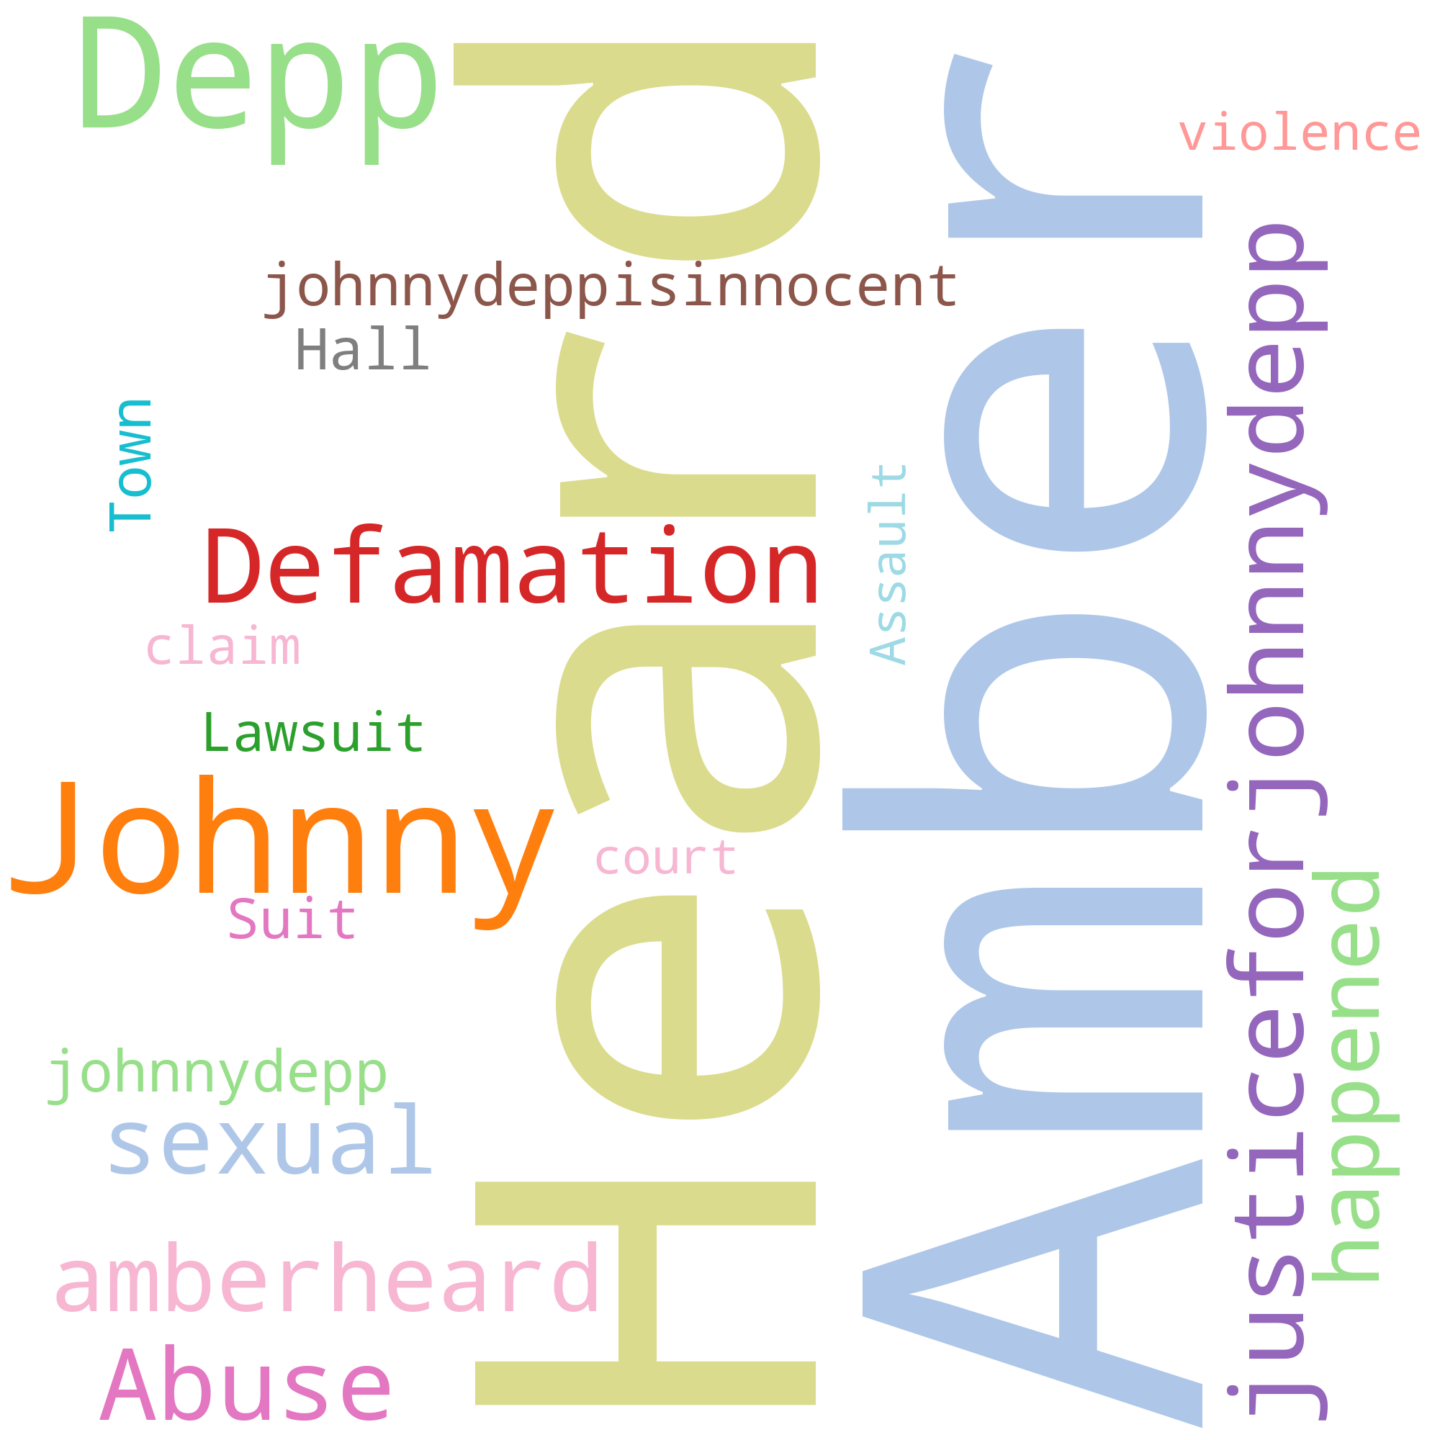 Depp
violence
johnnydeppisinnocent
Hall
Town
Defamation
claim
Lawsuit
Johnny
Suit
court
Heard
Assault
Amber
justiceforjohnnydepp
happened
johnnydepp
sexual
amberheard
Abuse